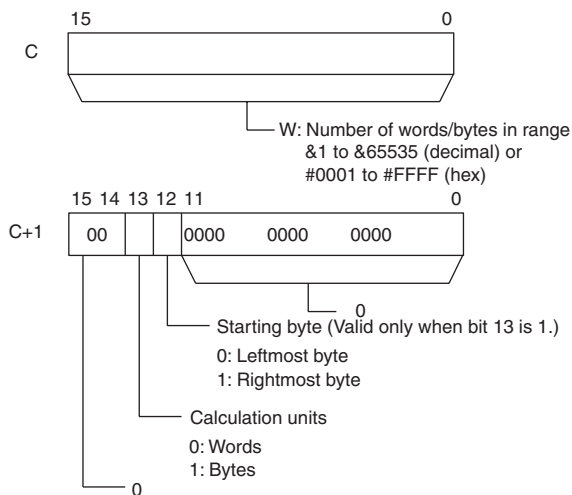 15 0
C
W: Number of words/bytes in range
&1 to &65535 (decimal) or
#0001 to #FFFF (hex)
15 14 13 12 11 0
C+1 00 0000 0000 0000
0
Starting byte (Valid only when bit 13 is 1.)
0: Leftmost byte
1: Rightmost byte
Calculation units
0: Words
1: Bytes
0